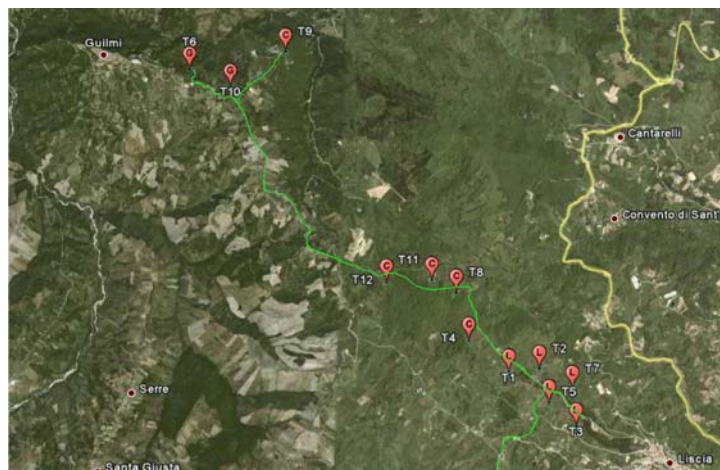 Guilmi
T6
G
C
T9
G
T10
Cantarelli
Convento di Sant'
C
T11
C
T12
C
T8
C
T4
L
T1
L
T2
L
T7
L
T5
T3
Serre
Santa Giusta
Liscia